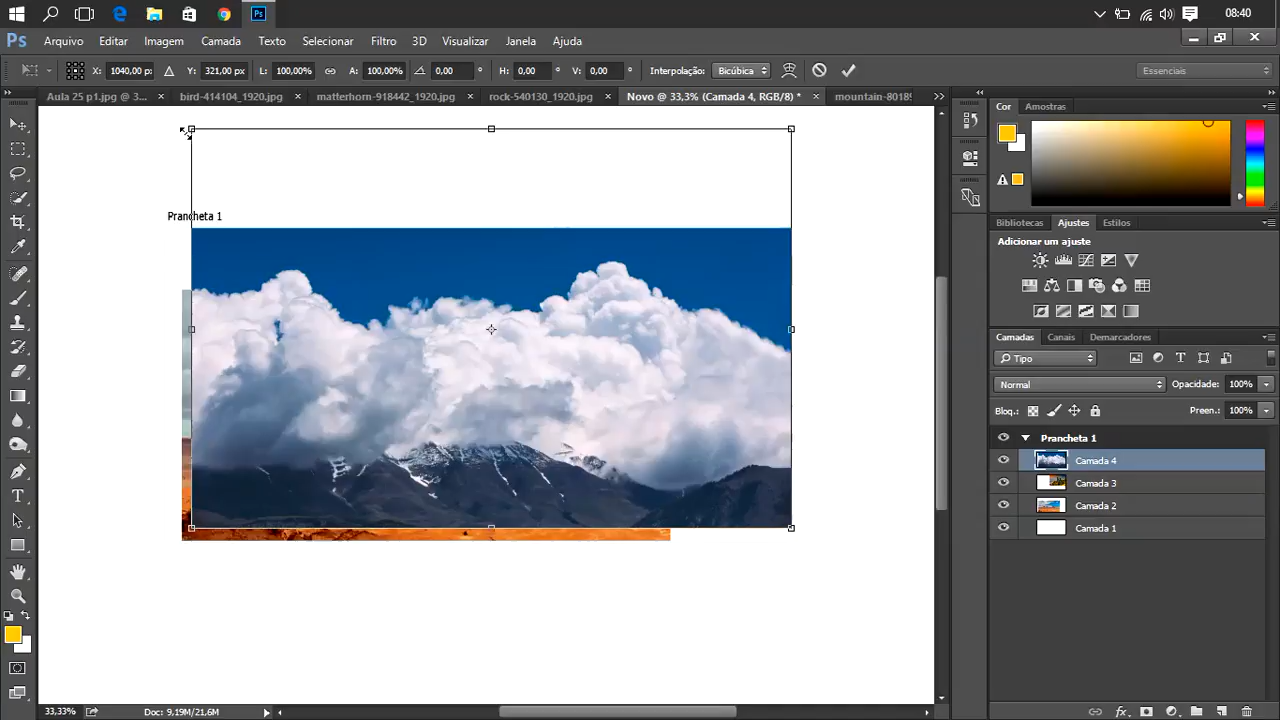 08:40
Ps Arquivo Editar Imagem Camada Texto Selecionar Filtro 3D Visualizar Janela Ajuda
X: 1040,00 px Y: 321,00 px L: 100,00% A: 100,00% 0,00 ° H: 0,00 ° V: 0,00 ° Interpolação: Bicúbica Essenciais
Aula 25 p1.jpg @ 3... × bird-414104_1920.jpg × matterhorn-918442_1920.jpg × rock-540130_1920.jpg × Novo @ 33,3% (Camada 4, RGB/8) * × mountain-80189
Cor Amostras
Prancheta 1
Bibliotecas Ajustes Estilos
Adicionar um ajuste
Camadas Canais Demarcadores
Tipo
Normal Opacidade: 100%
Bloq.: Preen.: 100%
Prancheta 1
Camada 4
Camada 3
Camada 2
Camada 1
33,33% Doc: 9,19M/21,6M